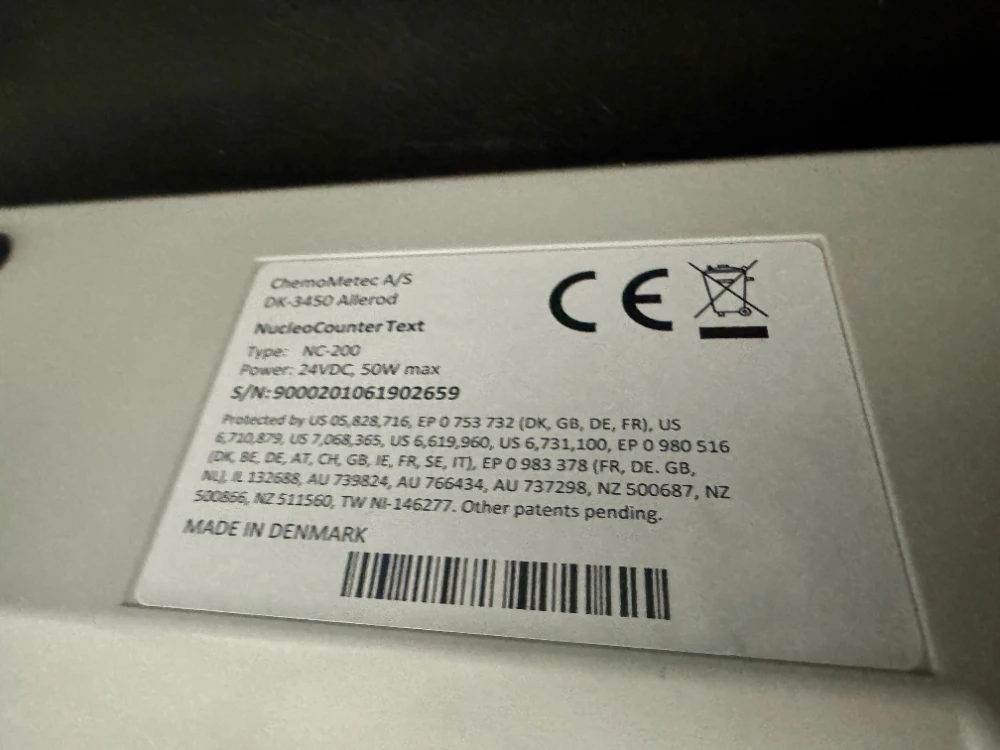 ChemoMetec A/S
DK-3450 Allerod
NucleoCounter Text
Type: NC-200
Power: 24VDC, 50W max
S/N:9000201061902659
Protected by US 05,828,716, EP 0 753 732 (DK, GB, DE, FR), US
6,710,879, US 7,068,365, US 6,619,960, US 6,731,100, EP 0 980 516
(DK, BE, DE, AT, CH, GB, IE, FR, SE, IT), EP 0 983 378 (FR, DE. GB,
NL), IL 132688, AU 739824, AU 766434, AU 737298, NZ 500687, NZ
500866, NZ 511560, TW NI-146277. Other patents pending.
MADE IN DENMARK
CE